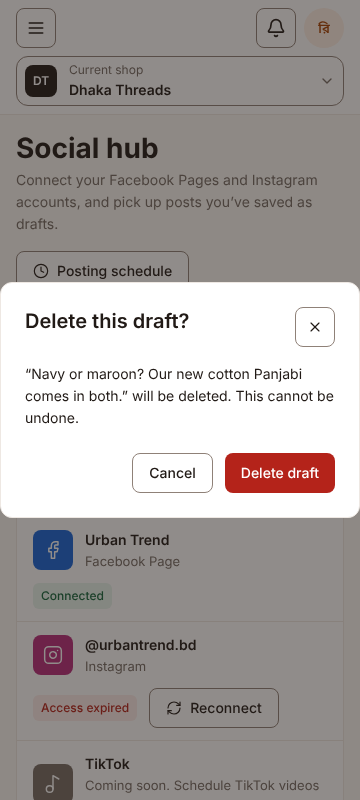 রি
DT
Current shop
Dhaka Threads
Social hub
Connect your Facebook Pages and Instagram
accounts, and pick up posts you’ve saved as
drafts.
Posting schedule
Delete this draft?
“Navy or maroon? Our new cotton Panjabi
comes in both.” will be deleted. This cannot be
undone.
Cancel
Delete draft
Urban Trend
Facebook Page
Connected
@urbantrend.bd
Instagram
Access expired
Reconnect
TikTok
Coming soon. Schedule TikTok videos